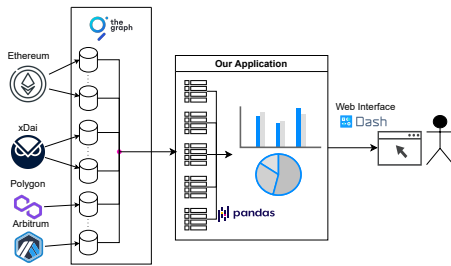 the
graph
Ethereum
xDai
Polygon
Arbitrum
Our Application
pandas
Web Interface
Dash